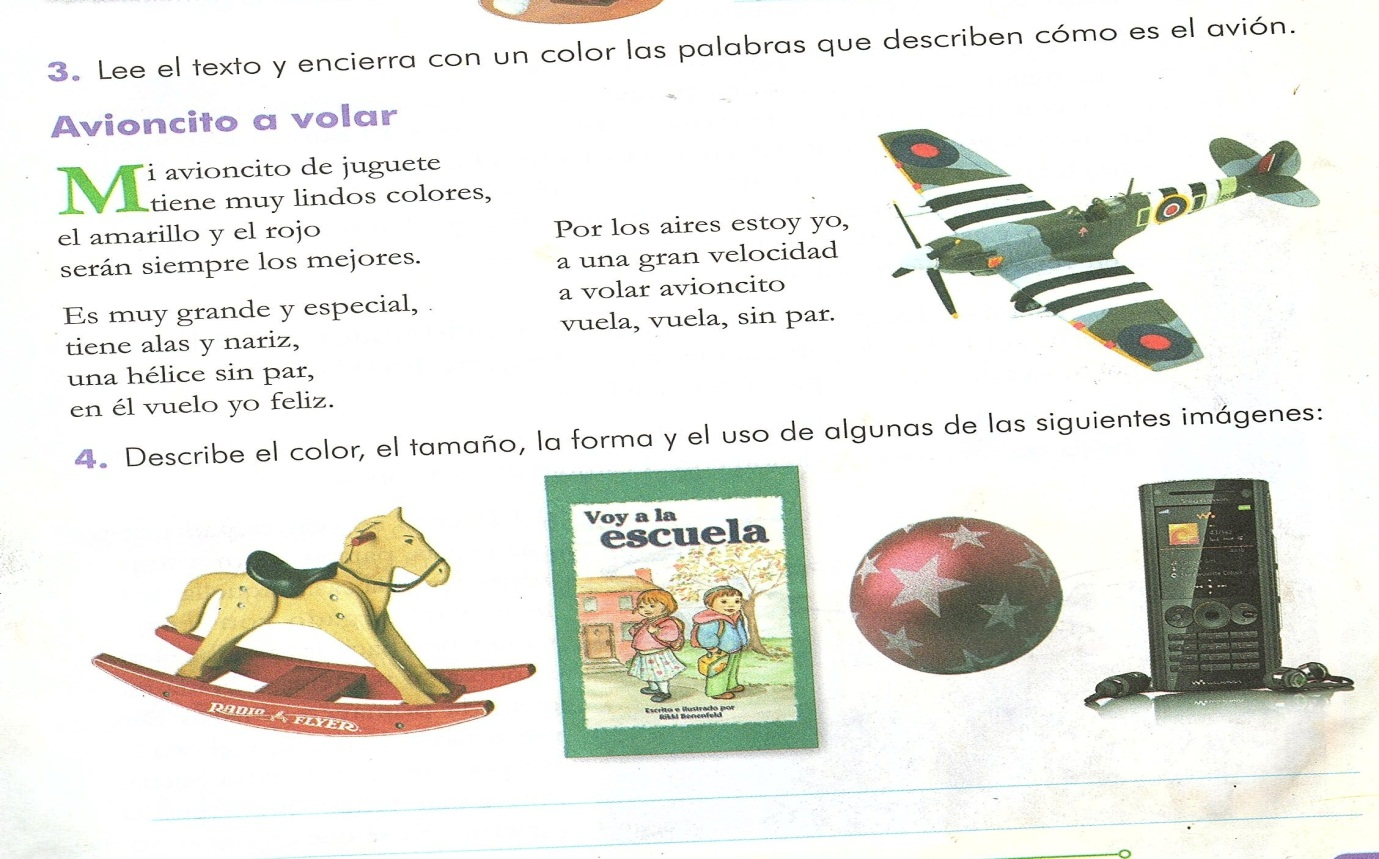 3. Lee el texto y encierra con un color las palabras que describen cómo es el avión.
Avioncito a volar
Mi avioncito de juguete
tiene muy lindos colores,
el amarillo y el rojo
serán siempre los mejores.
Es muy grande y especial,
tiene alas y nariz,
una hélice sin par,
en él vuelo yo feliz.
Por los aires estoy yo,
a una gran velocidad
a volar avioncito
vuela, vuela, sin par.
4. Describe el color, el tamaño, la forma y el uso de algunas de las siguientes imágenes:
RADIO FLYER
Voy a la
escuela
Escrito e ilustrado por
Rikki Benenfeld